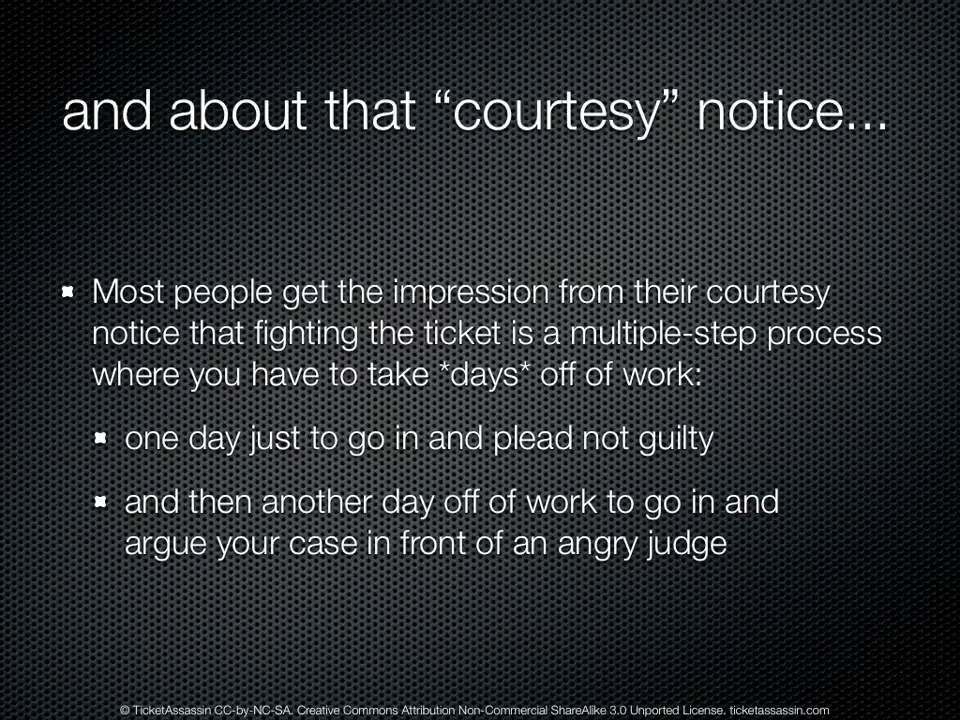 and about that “courtesy” notice...
Most people get the impression from their courtesy
notice that fighting the ticket is a multiple-step process
where you have to take *days* off of work:
one day just to go in and plead not guilty
and then another day off of work to go in and
argue your case in front of an angry judge
© TicketAssassin CC-by-NC-SA. Creative Commons Attribution Non-Commercial ShareAlike 3.0 Unported License. ticketassassin.com